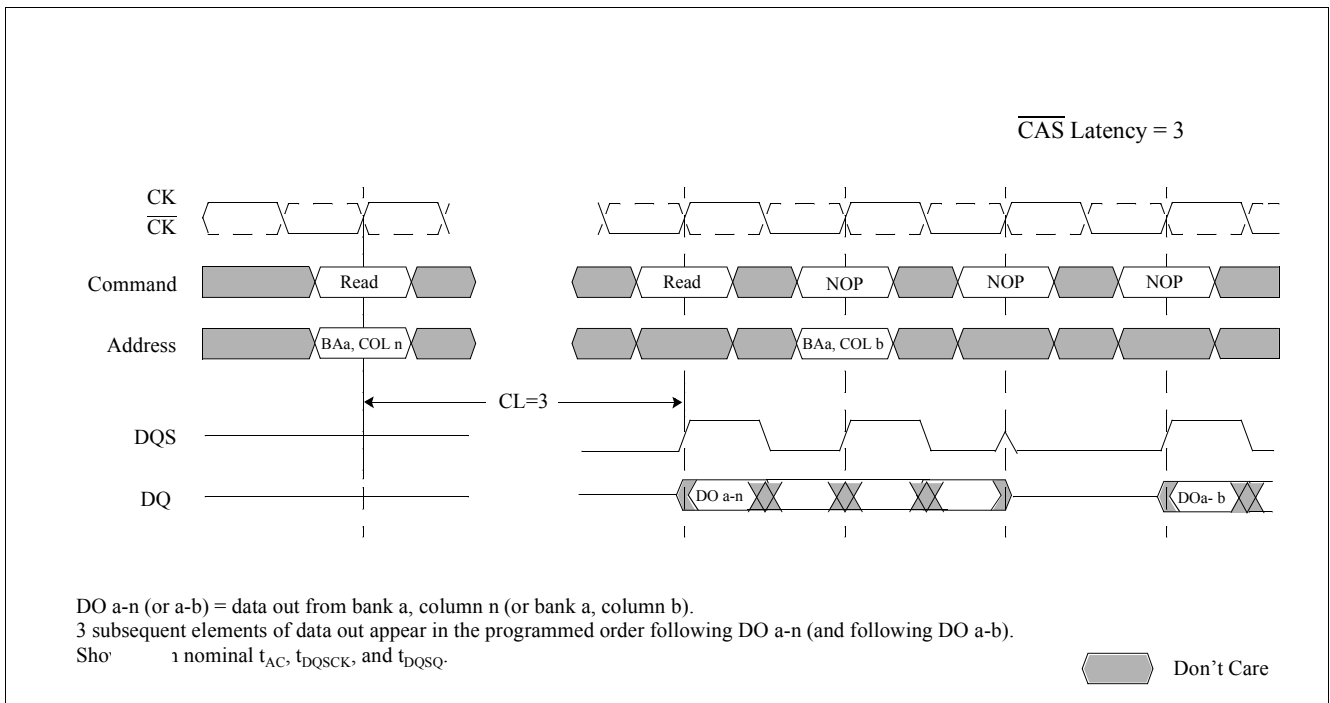 CAS Latency = 3
CK
CK
Command Read Read NOP NOP NOP
Address BAa, COL n BAa, COL b
CL=3
DQS
DQ DO a-n DOa- b
DO a-n (or a-b) = data out from bank a, column n (or bank a, column b).
3 subsequent elements of data out appear in the programmed order following DO a-n (and following DO a-b).
nominal tAC, tDQSCK, and tDQSQ.
Don't Care